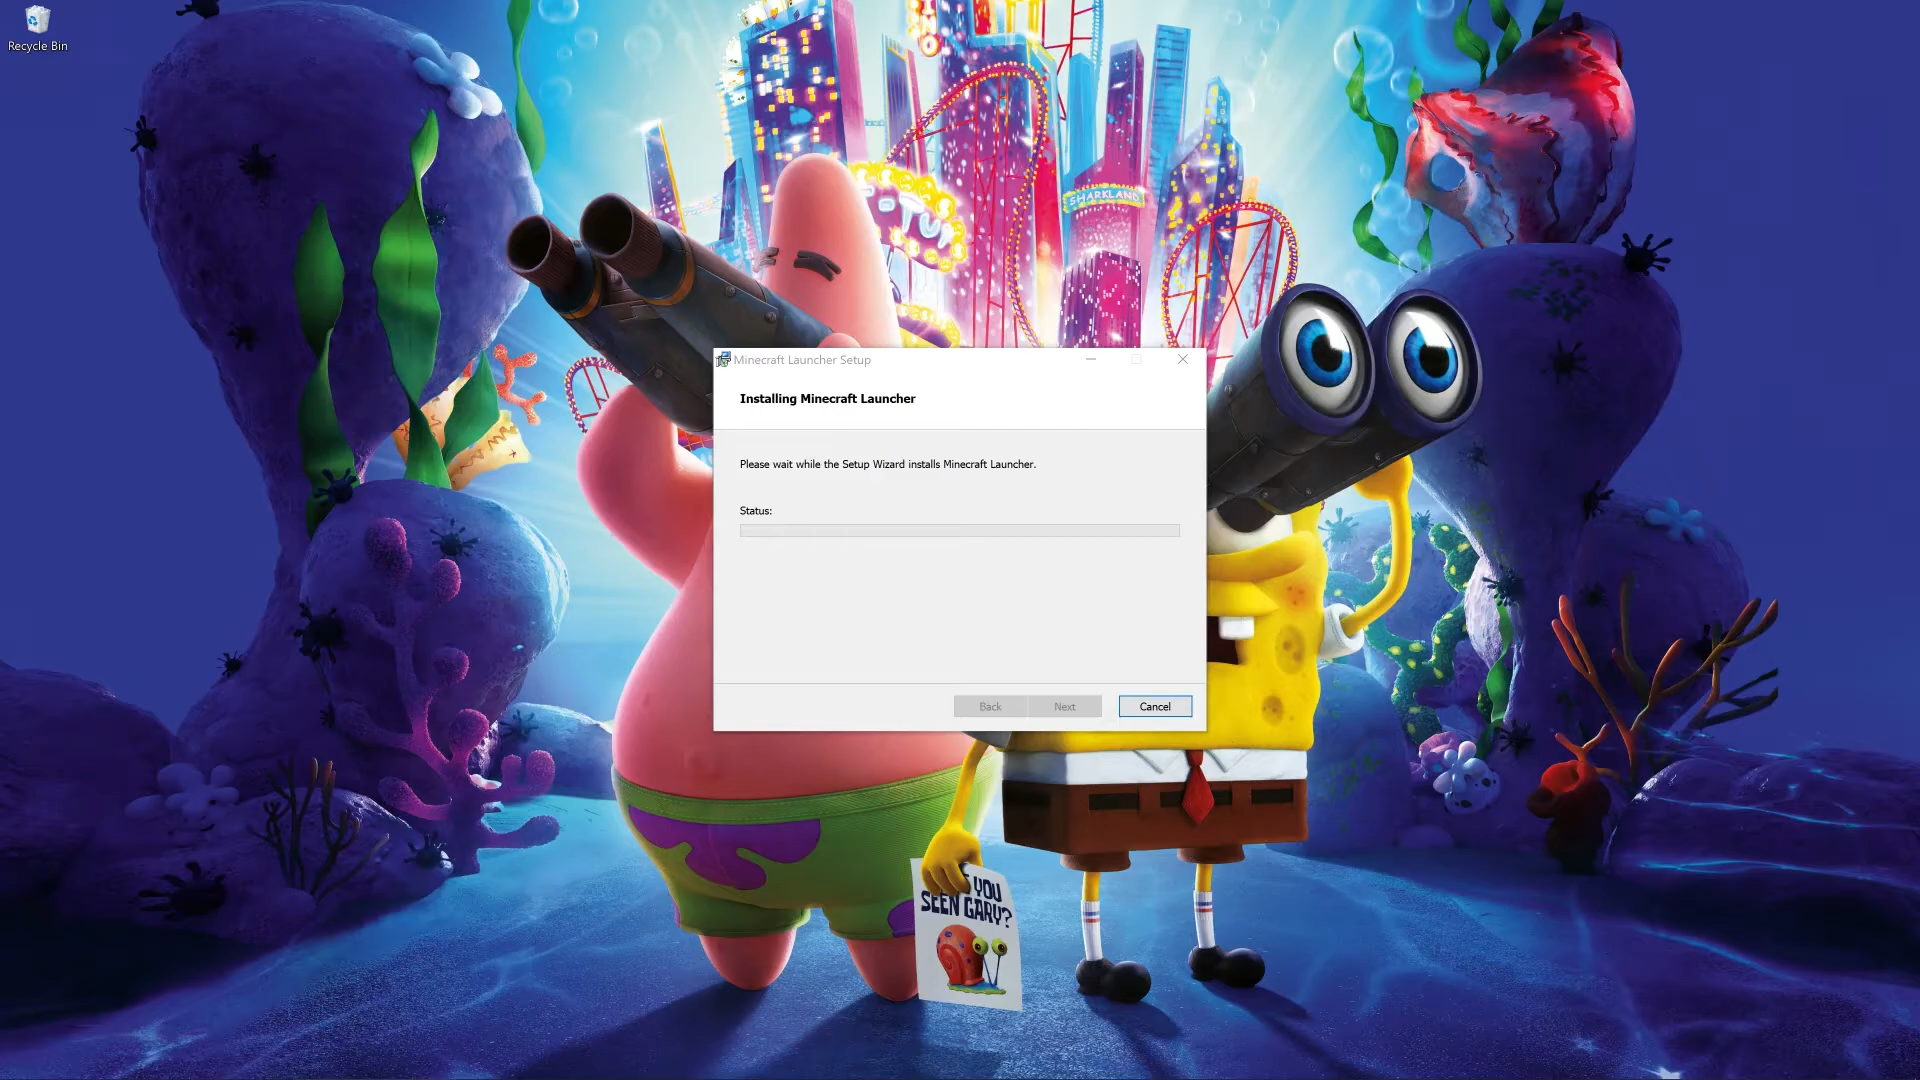 Recycle Bin
SHARKLAND
Minecraft Launcher Setup
Installing Minecraft Launcher
Please wait while the Setup Wizard installs Minecraft Launcher.
Status:
Back
Next
Cancel
YOU
SEEN GARY?